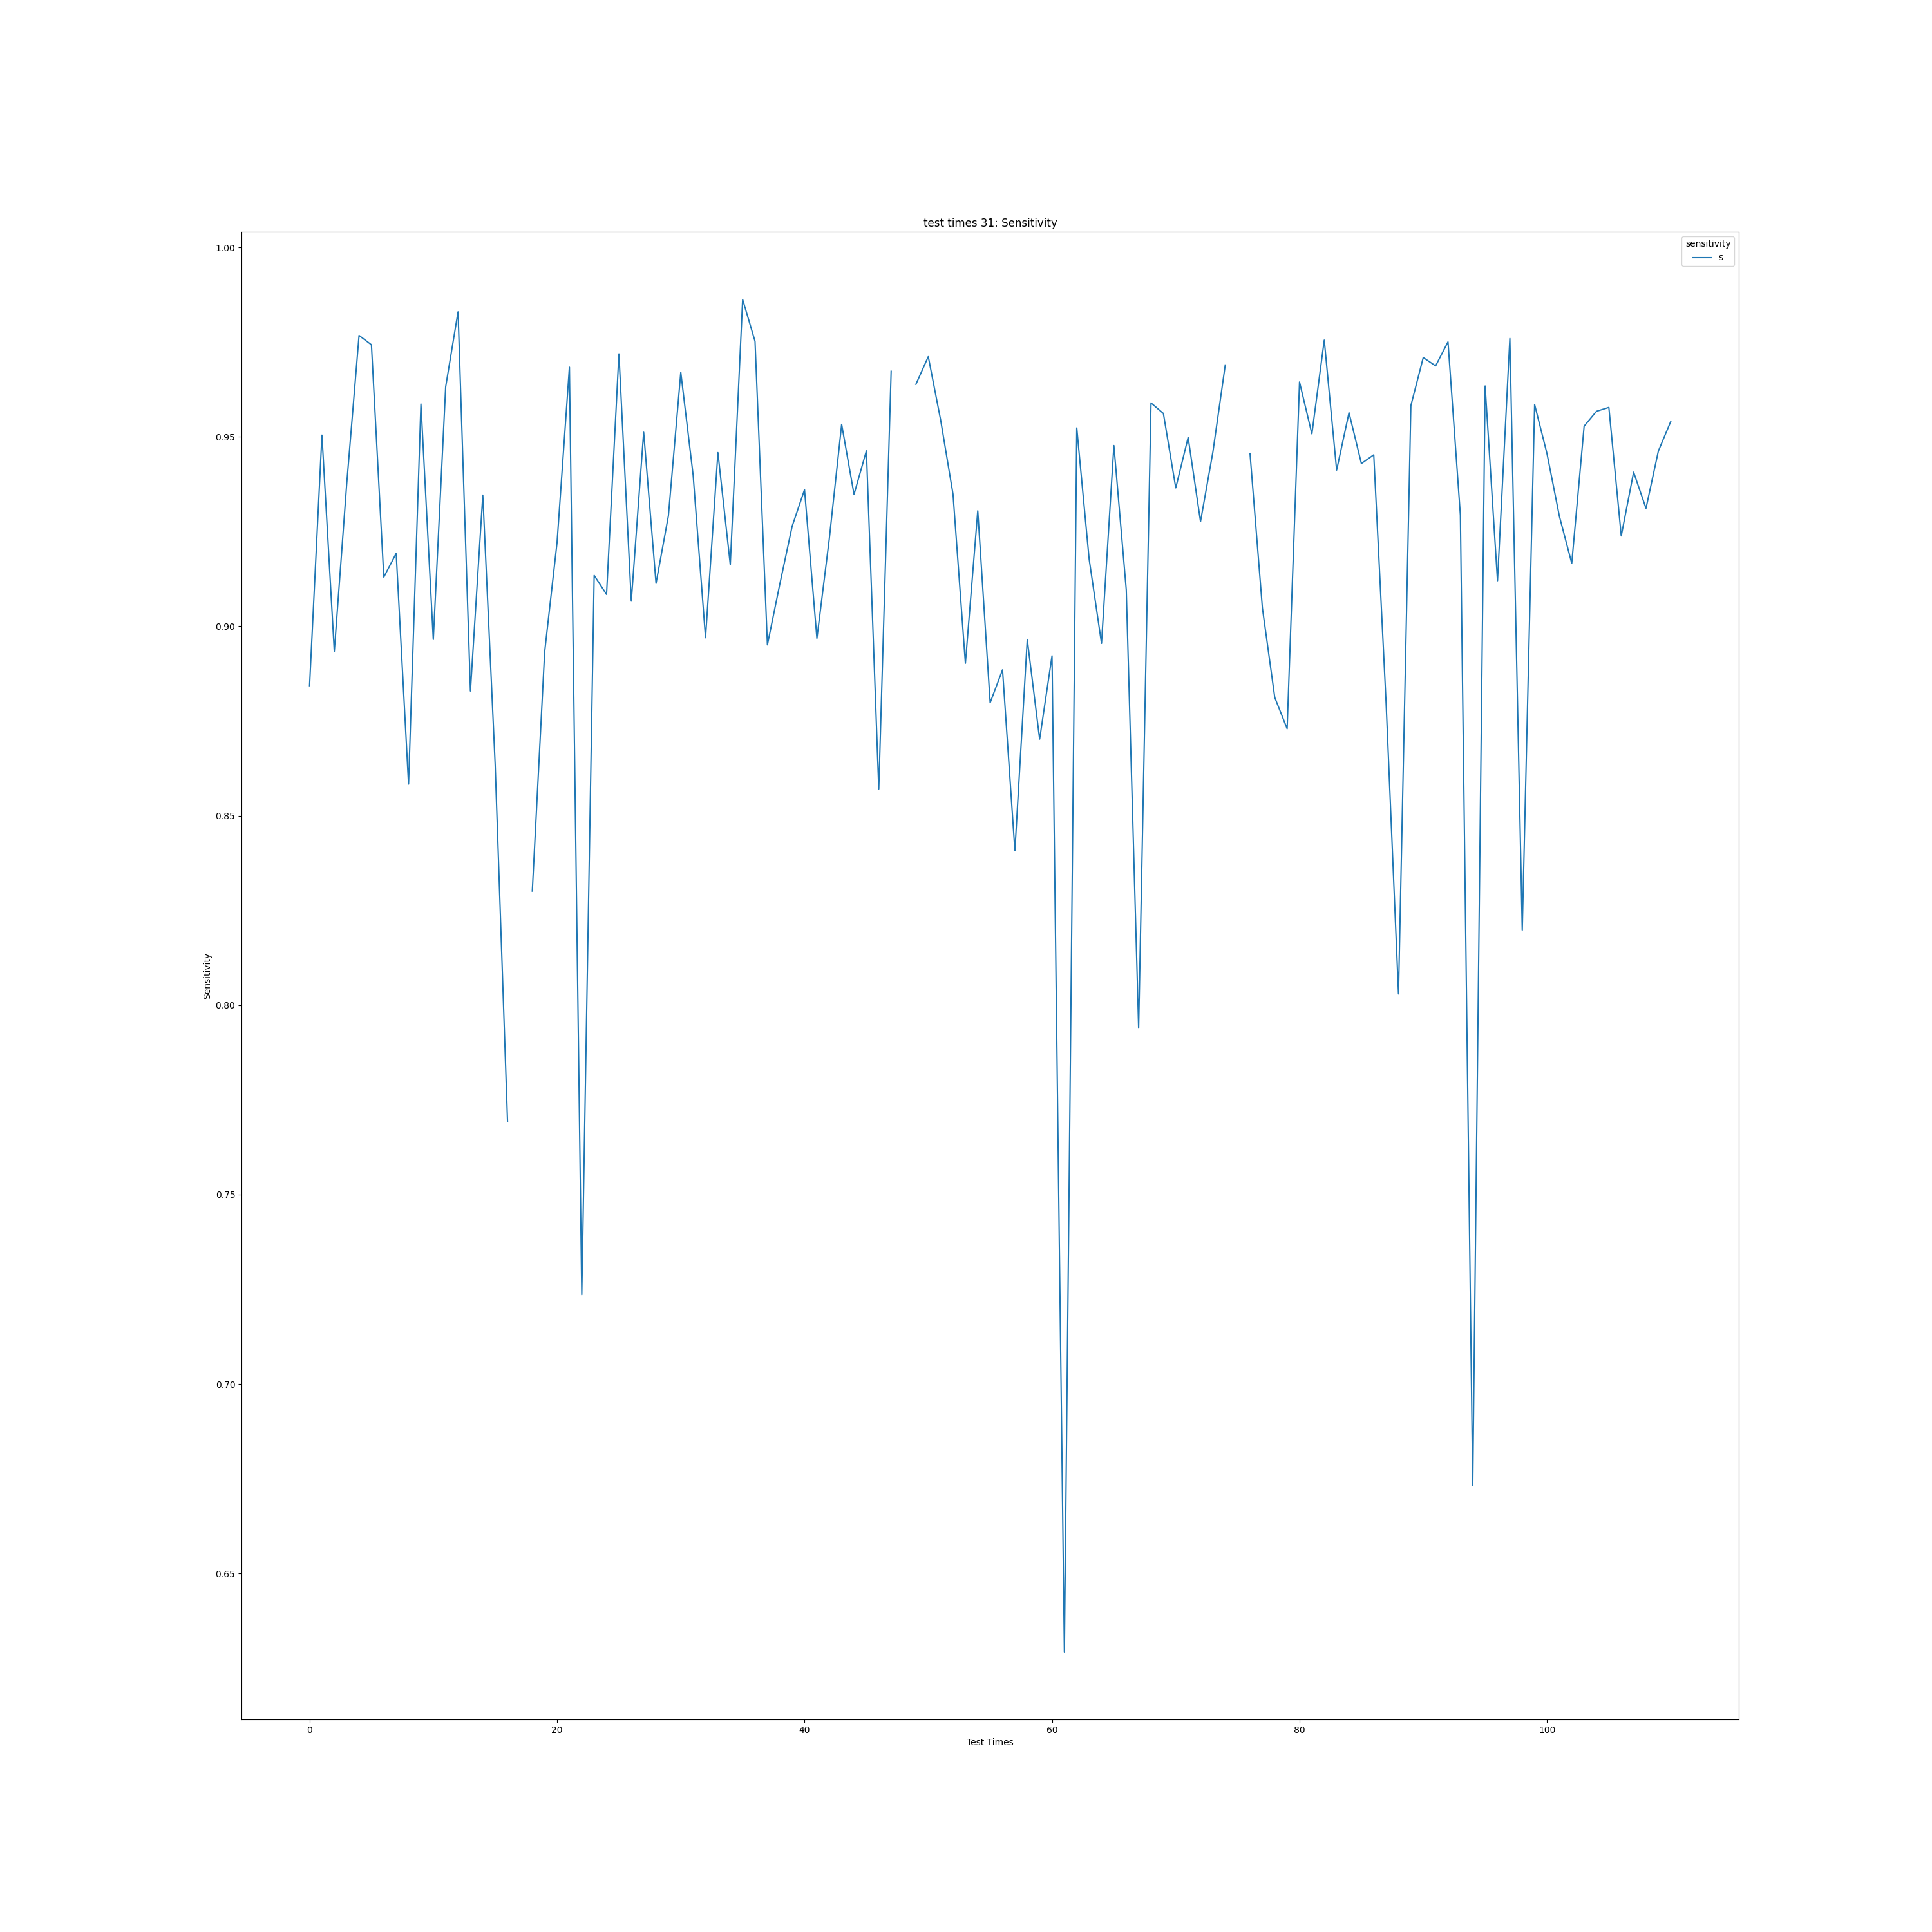 test times 31: Sensitivity
sensitivity
s
1.00
0.95
0.90
0.85
0.80
0.75
0.70
0.65
Sensitivity
0 20 40 60 80 100
Test Times